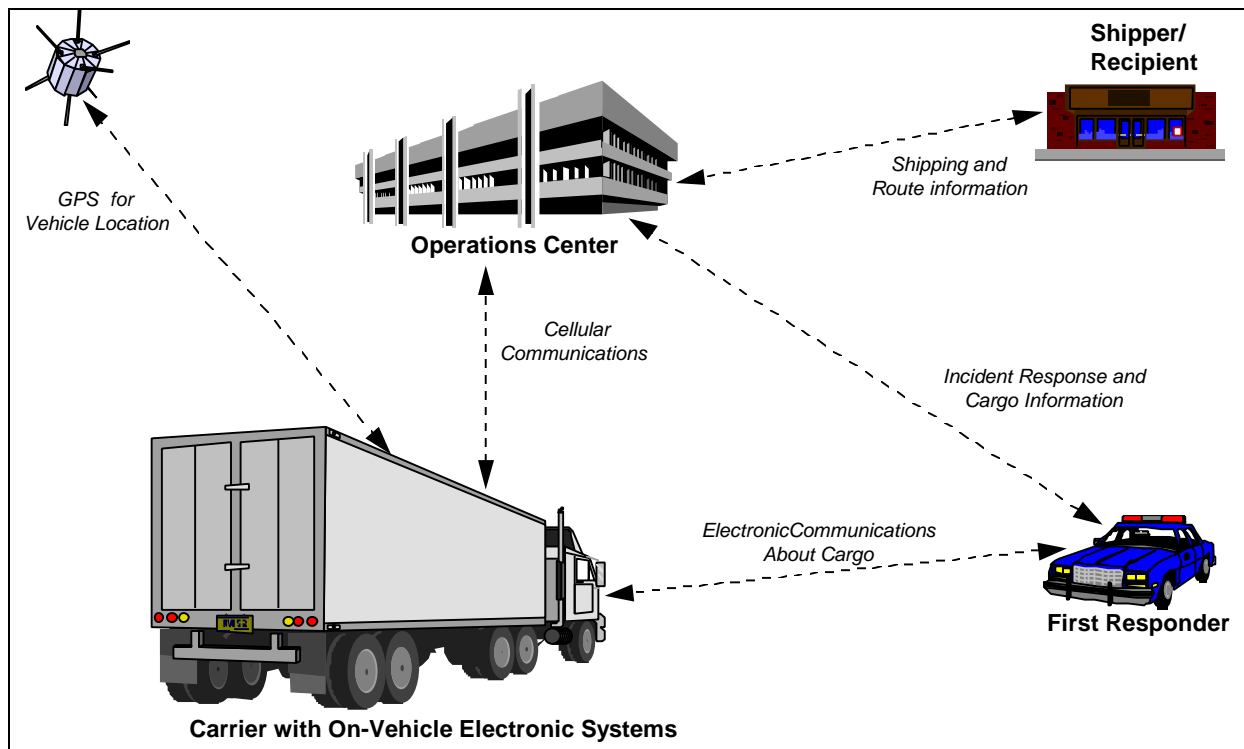 Shipper/
Recipient
Shipping and
Route information
GPS for
Vehicle Location
Operations Center
Cellular
Communications
Incident Response and
Cargo Information
ElectronicCommunications
About Cargo
First Responder
Carrier with On-Vehicle Electronic Systems